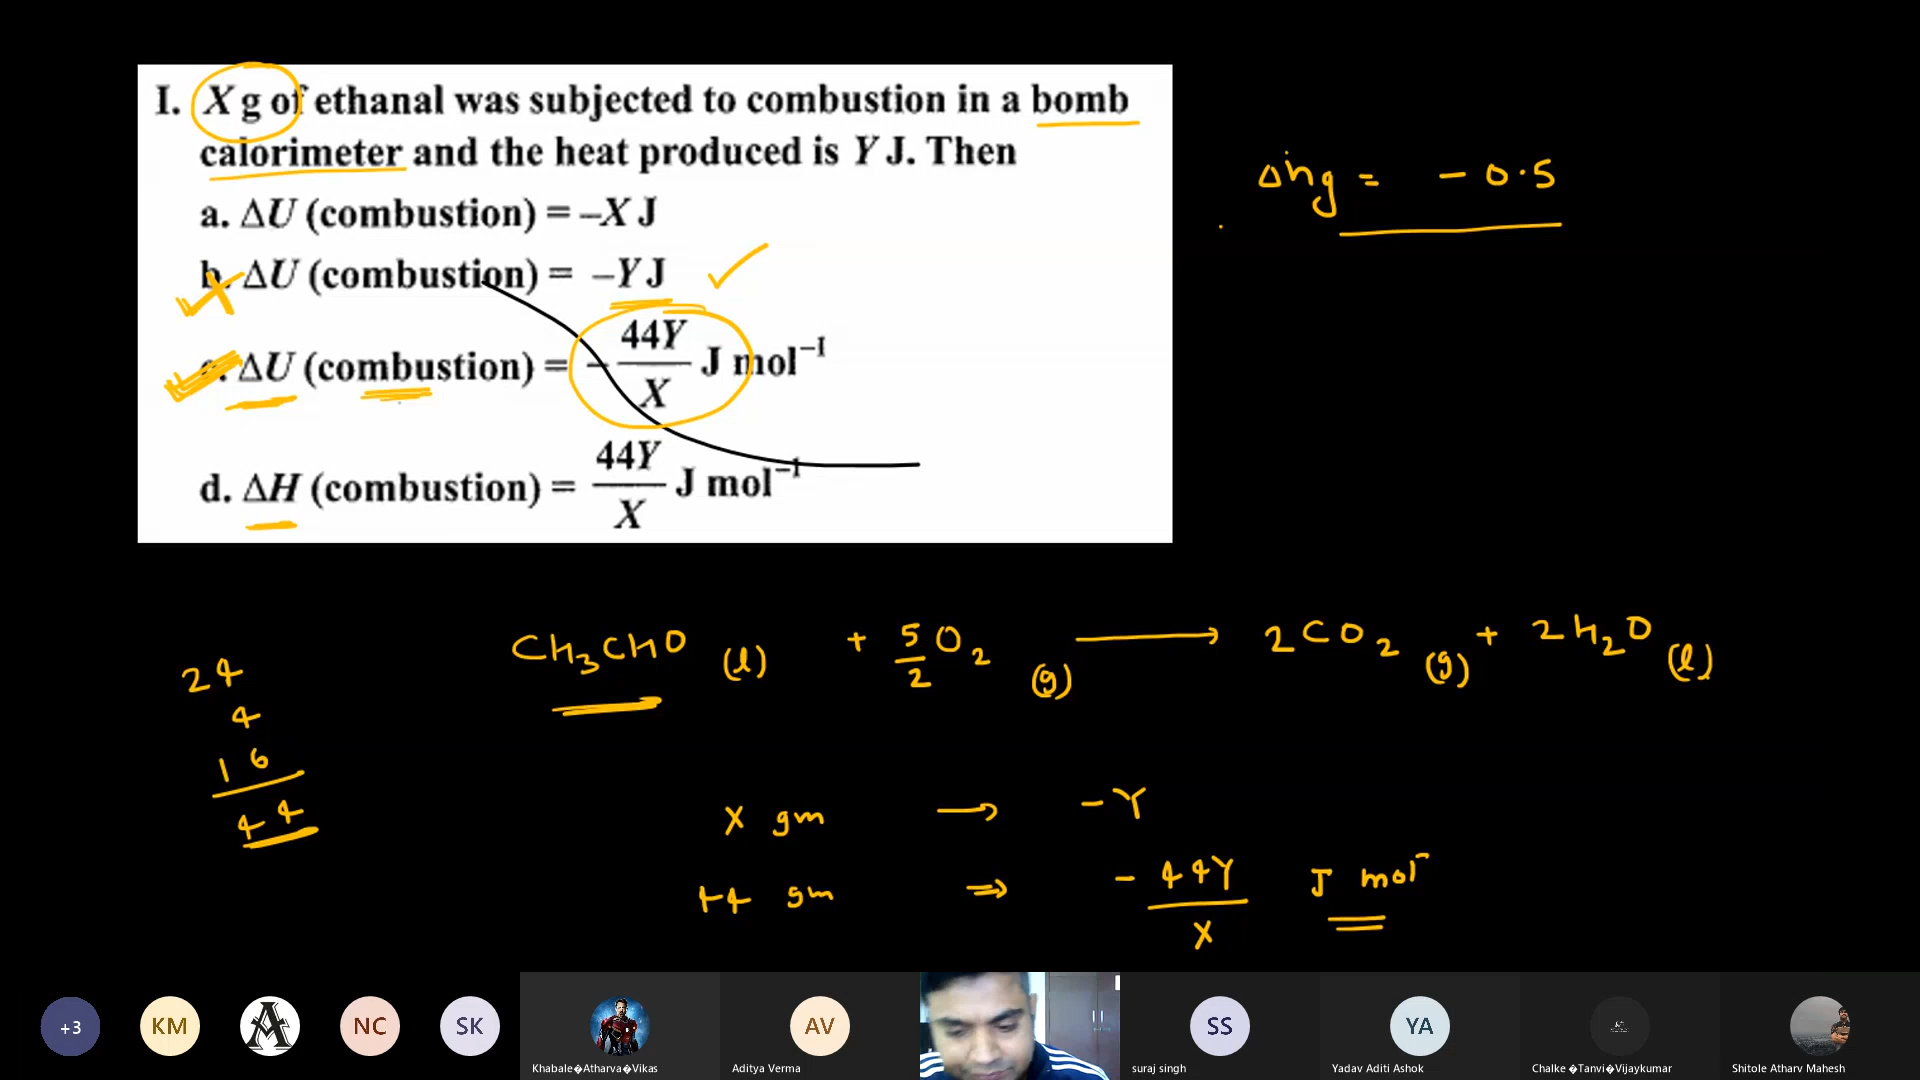 I. X g of ethanal was subjected to combustion in a bomb
calorimeter and the heat produced is Y J. Then
a. ΔU (combustion) = –X J
b. ΔU (combustion) = –Y J
c. ΔU (combustion) = –44Y/X J mol⁻¹
d. ΔH (combustion) = 44Y/X J mol⁻¹
Δng = - 0.5
CH3CHO (l) + 5/2 O2 (g) → 2CO2 (g) + 2H2O (l)
24
4
16
44
X gm → - Y
44 gm ⇒ - 44Y/X J mol⁻
+3
KM
A
NC
SK
Khabale�Atharva�Vikas
AV
Aditya Verma
SS
suraj singh
YA
Yadav Aditi Ashok
Chalke �Tanvi�Vijaykumar
Shitole Atharv Mahesh